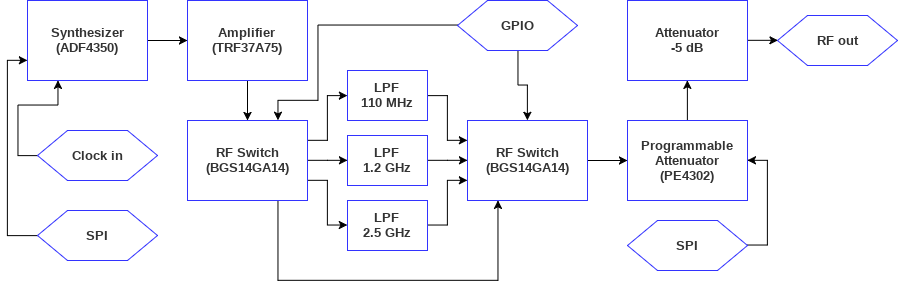 Synthesizer
(ADF4350)
Amplifier
(TRF37A75)
GPIO
Attenuator
-5 dB
RF out
LPF
110 MHz
Clock in
RF Switch
(BGS14GA14)
LPF
1.2 GHz
RF Switch
(BGS14GA14)
Programmable
Attenuator
(PE4302)
SPI
LPF
2.5 GHz
SPI